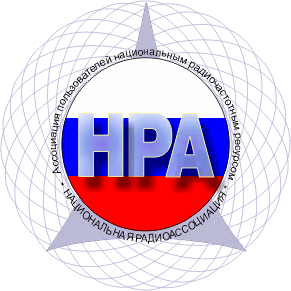 Ассоциация пользователей национальным радиочастотным ресурсом
НРА
* НАЦИОНАЛЬНАЯ РАДИОАССОЦИАЦИЯ *